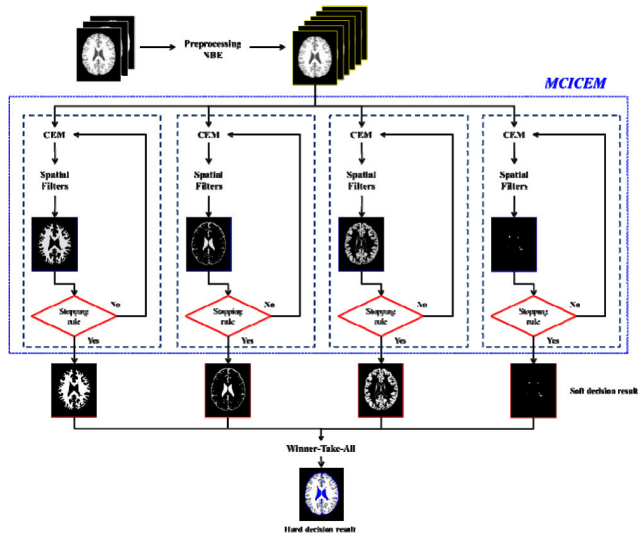 Preprocessing
NBE
MCICEM
CEM
CEM
CEM
CEM
Spatial
Filters
Spatial
Filters
Spatial
Filters
Spatial
Filters
Stopping
rule
No
Stopping
rule
No
Stopping
rule
No
Stopping
rule
No
Yes
Yes
Yes
Yes
Soft decision result
Winner-Take-All
Hard decision result